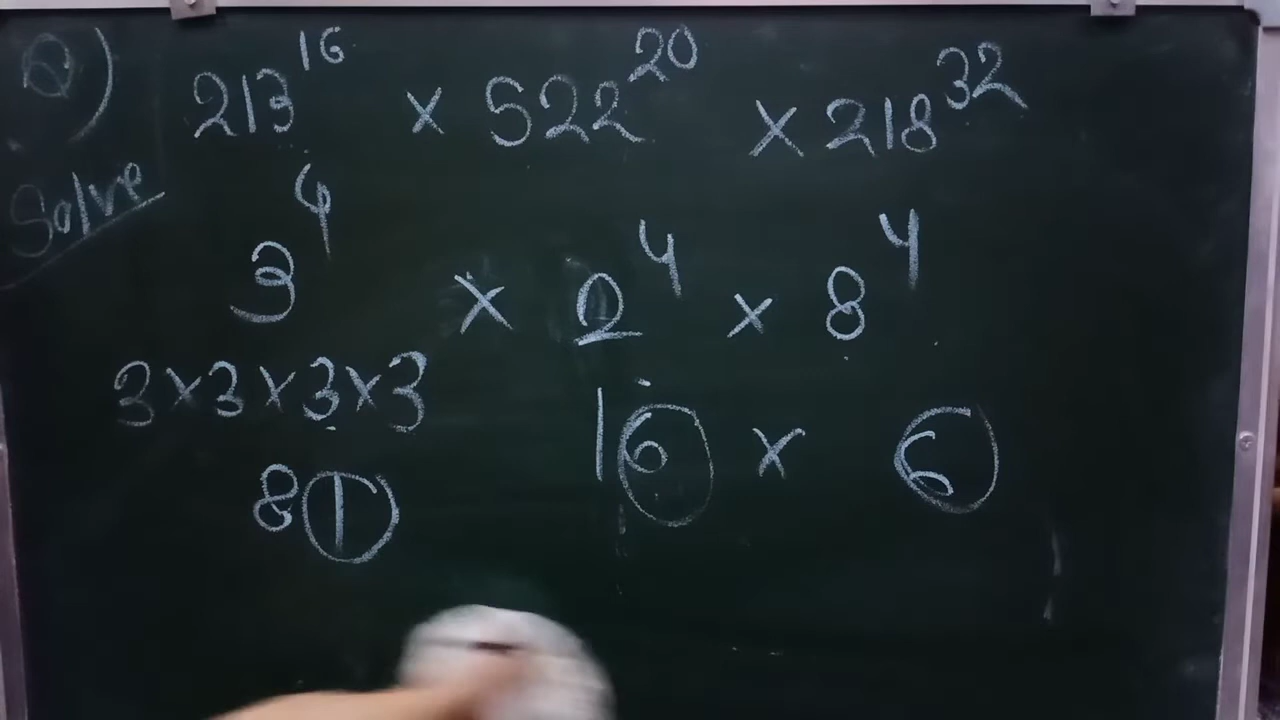 Q) 213^16 × 522^20 × 218^32
Solve
3^4 × 2^4 × 8^4
3×3×3×3
16 × 6
81